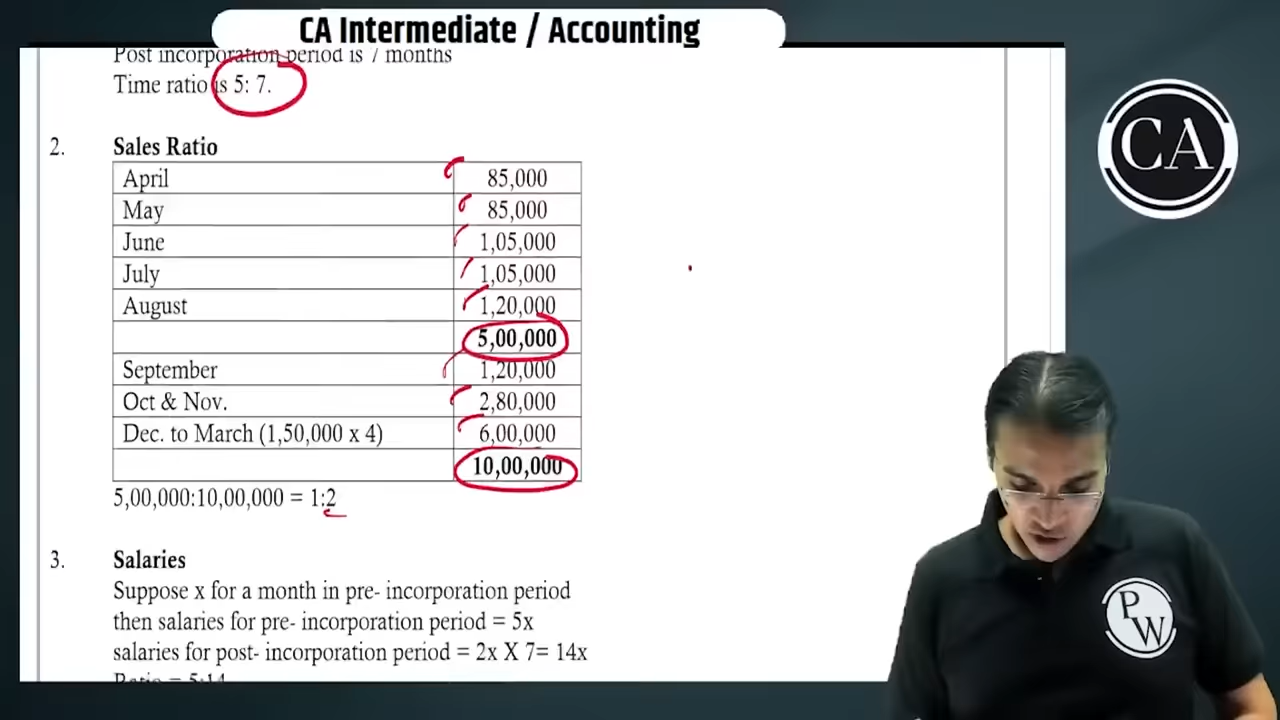 CA Intermediate / Accounting
Post incorporation period is 7 months
Time ratio is 5: 7.
CA
2. Sales Ratio
April 85,000
May 85,000
June 1,05,000
July 1,05,000
August 1,20,000
5,00,000
September 1,20,000
Oct & Nov. 2,80,000
Dec. to March (1,50,000 x 4) 6,00,000
10,00,000
5,00,000:10,00,000 = 1:2
3. Salaries
Suppose x for a month in pre- incorporation period
then salaries for pre- incorporation period = 5x
salaries for post- incorporation period = 2x X 7= 14x
Ratio = 5:14
PW